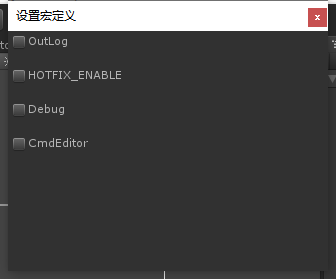 设置宏定义
OutLog
HOTFIX_ENABLE
Debug
CmdEditor